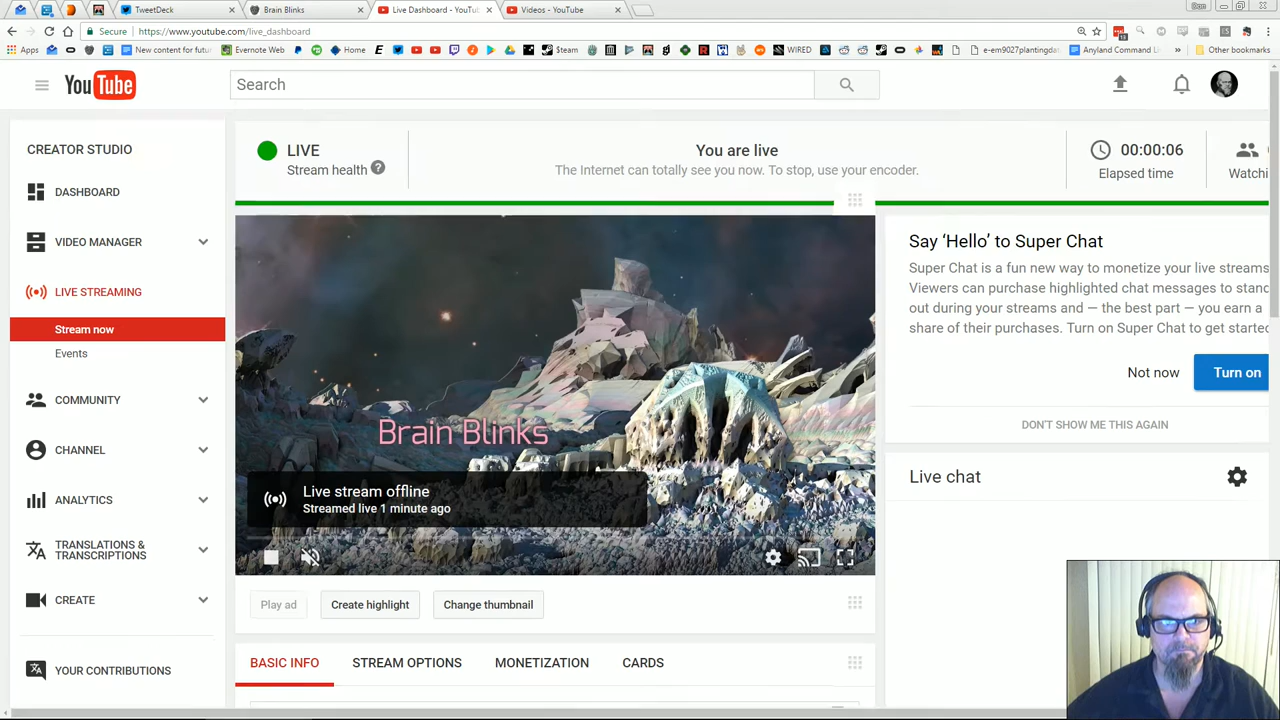 TweetDeck
Brain Blinks
Live Dashboard - YouTu
Videos - YouTube
Secure
https://www.youtube.com/live_dashboard
Apps
New content for futu
Evernote Web
Home
Steam
WIRED
e-em9027plantingdat
Anyland Command Li
Other bookmarks
YouTube
Search
CREATOR STUDIO
DASHBOARD
VIDEO MANAGER
LIVE STREAMING
Stream now
Events
COMMUNITY
CHANNEL
ANALYTICS
TRANSLATIONS &
TRANSCRIPTIONS
CREATE
YOUR CONTRIBUTIONS
LIVE
Stream health ?
You are live
The Internet can totally see you now. To stop, use your encoder.
00:00:06
Elapsed time
Watchi
Brain Blinks
Live stream offline
Streamed live 1 minute ago
Play ad
Create highlight
Change thumbnail
BASIC INFO
STREAM OPTIONS
MONETIZATION
CARDS
Say ‘Hello’ to Super Chat
Super Chat is a fun new way to monetize your live streams
Viewers can purchase highlighted chat messages to stand
out during your streams and — the best part — you earn a
share of their purchases. Turn on Super Chat to get started
Not now
Turn on
DON'T SHOW ME THIS AGAIN
Live chat